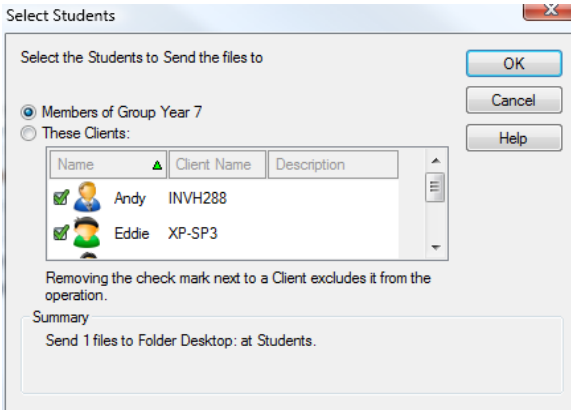 Select Students
Select the Students to Send the files to
OK
Cancel
Help
Members of Group Year 7
These Clients:
Name Client Name Description
Andy INVH288
Eddie XP-SP3
Removing the check mark next to a Client excludes it from the
operation.
Summary
Send 1 files to Folder Desktop: at Students.